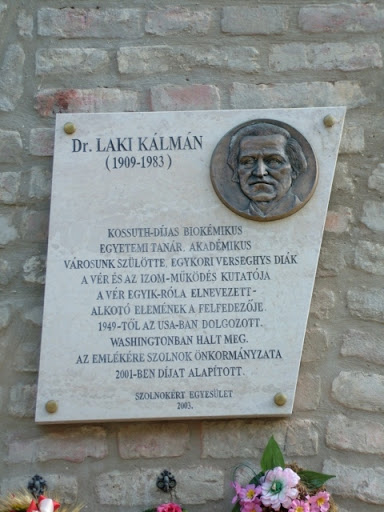 Dr. LAKI KÁLMÁN
(1909-1983)
KOSSUTH-DÍJAS BIOKÉMIKUS
EGYETEMI TANÁR, AKADÉMIKUS
VÁROSUNK SZÜLÖTTE, EGYKORI VERSEGHYS DIÁK
A VÉR ÉS AZ IZOM-MŰKÖDÉS KUTATÓJA
A VÉR EGYIK-RÓLA ELNEVEZETT-
ALKOTÓ ELEMÉNEK A FELFEDEZŐJE
1949-TŐL AZ USA-BAN DOLGOZOTT.
WASHINGTONBAN HALT MEG.
AZ EMLÉKÉRE SZOLNOK ÖNKORMÁNYZATA
2001-BEN DÍJAT ALAPÍTOTT.
SZOLNOKÉRT EGYESÜLET
2003.